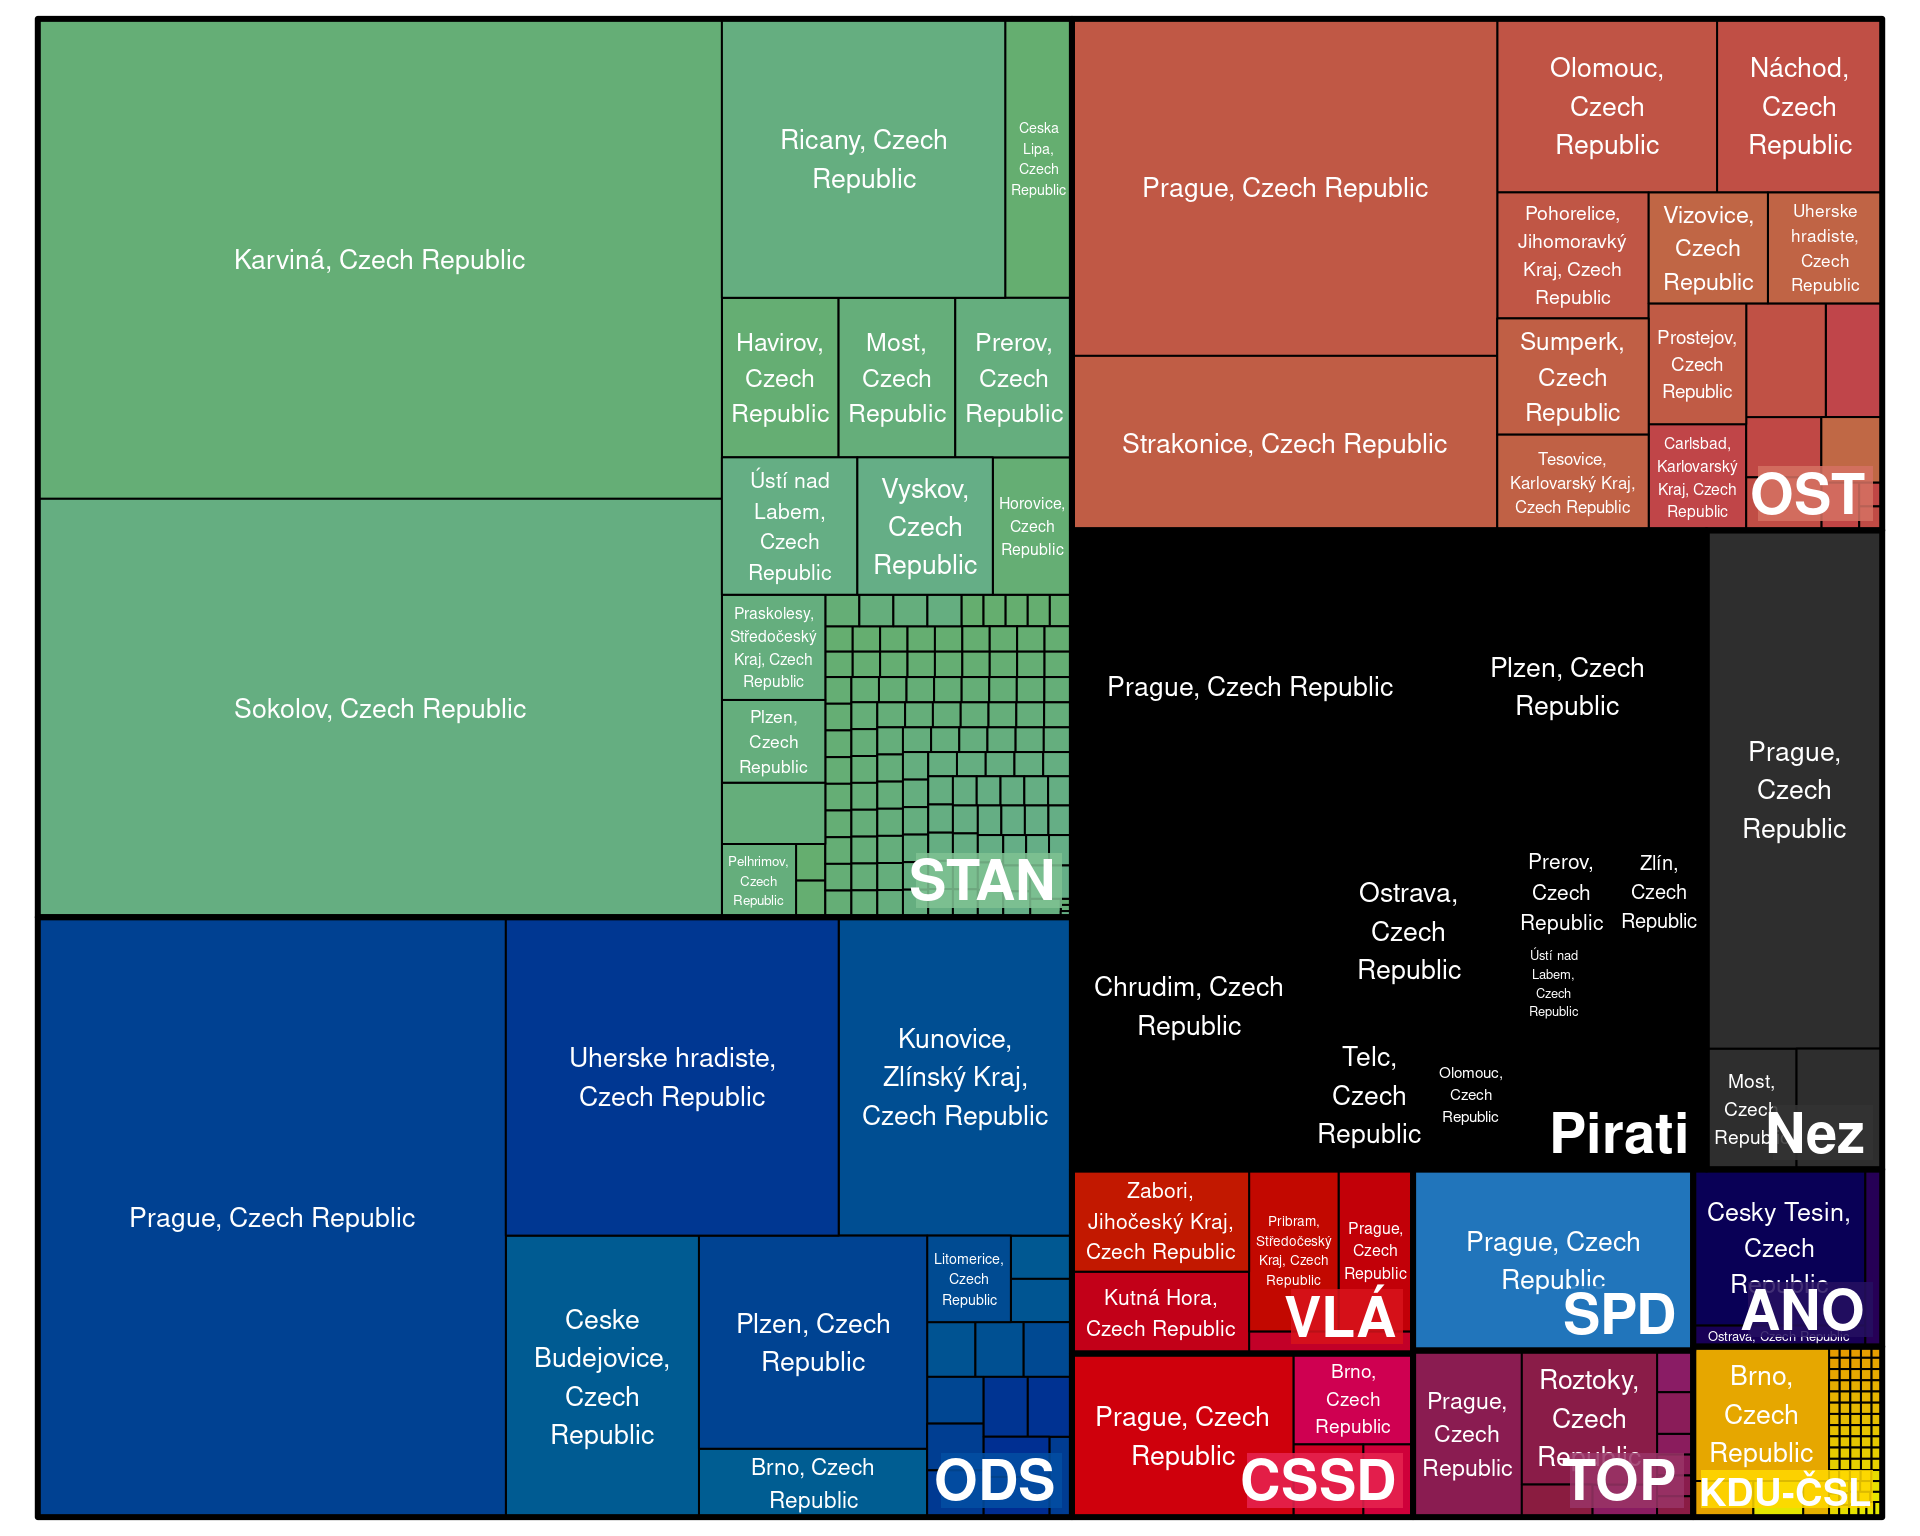 Karviná, Czech Republic
Sokolov, Czech Republic
Ricany, Czech
Republic
Ceska
Lipa,
Czech
Republic
Havirov,
Czech
Republic
Most,
Czech
Republic
Prerov,
Czech
Republic
Ústí nad
Labem,
Czech
Republic
Vyskov,
Czech
Republic
Horovice,
Czech
Republic
Praskolesy,
Středočeský
Kraj, Czech
Republic
Plzen,
Czech
Republic
Pelhrimov,
Czech
Republic
STAN
Prague, Czech Republic
Uherske hradiste,
Czech Republic
Kunovice,
Zlínský Kraj,
Czech Republic
Ceske
Budejovice,
Czech
Republic
Plzen, Czech
Republic
Brno, Czech
Republic
Litomerice,
Czech
Republic
ODS
Prague, Czech Republic
Strakonice, Czech Republic
Olomouc,
Czech
Republic
Náchod,
Czech
Republic
Pohorelice,
Jihomoravký
Kraj, Czech
Republic
Vizovice,
Czech
Republic
Uherske
hradiste,
Czech
Republic
Sumperk,
Czech
Republic
Prostejov,
Czech
Republic
Tesovice,
Karlovarský Kraj,
Czech Republic
Carlsbad,
Karlovarský
Kraj, Czech
Republic
OST
Prague, Czech Republic
Plzen, Czech
Republic
Chrudim, Czech
Republic
Ostrava,
Czech
Republic
Prerov,
Czech
Republic
Zlín,
Czech
Republic
Ústí nad
Labem,
Czech
Republic
Telc,
Czech
Republic
Olomouc,
Czech
Republic
Pirati
Prague,
Czech
Republic
Most,
Czech
Republic
Nez
Zabori,
Jihočeský Kraj,
Czech Republic
Kutná Hora,
Czech Republic
Pribram,
Středočeský
Kraj, Czech
Republic
Prague,
Czech
Republic
VLÁ
Prague, Czech
Republic
SPD
Cesky Tesin,
Czech
Republic
Ostrava, Czech Republic
ANO
Prague, Czech
Republic
Brno,
Czech
Republic
CSSD
Prague,
Czech
Republic
Roztoky,
Czech
Republic
TOP
Brno,
Czech
Republic
KDU-ČSL